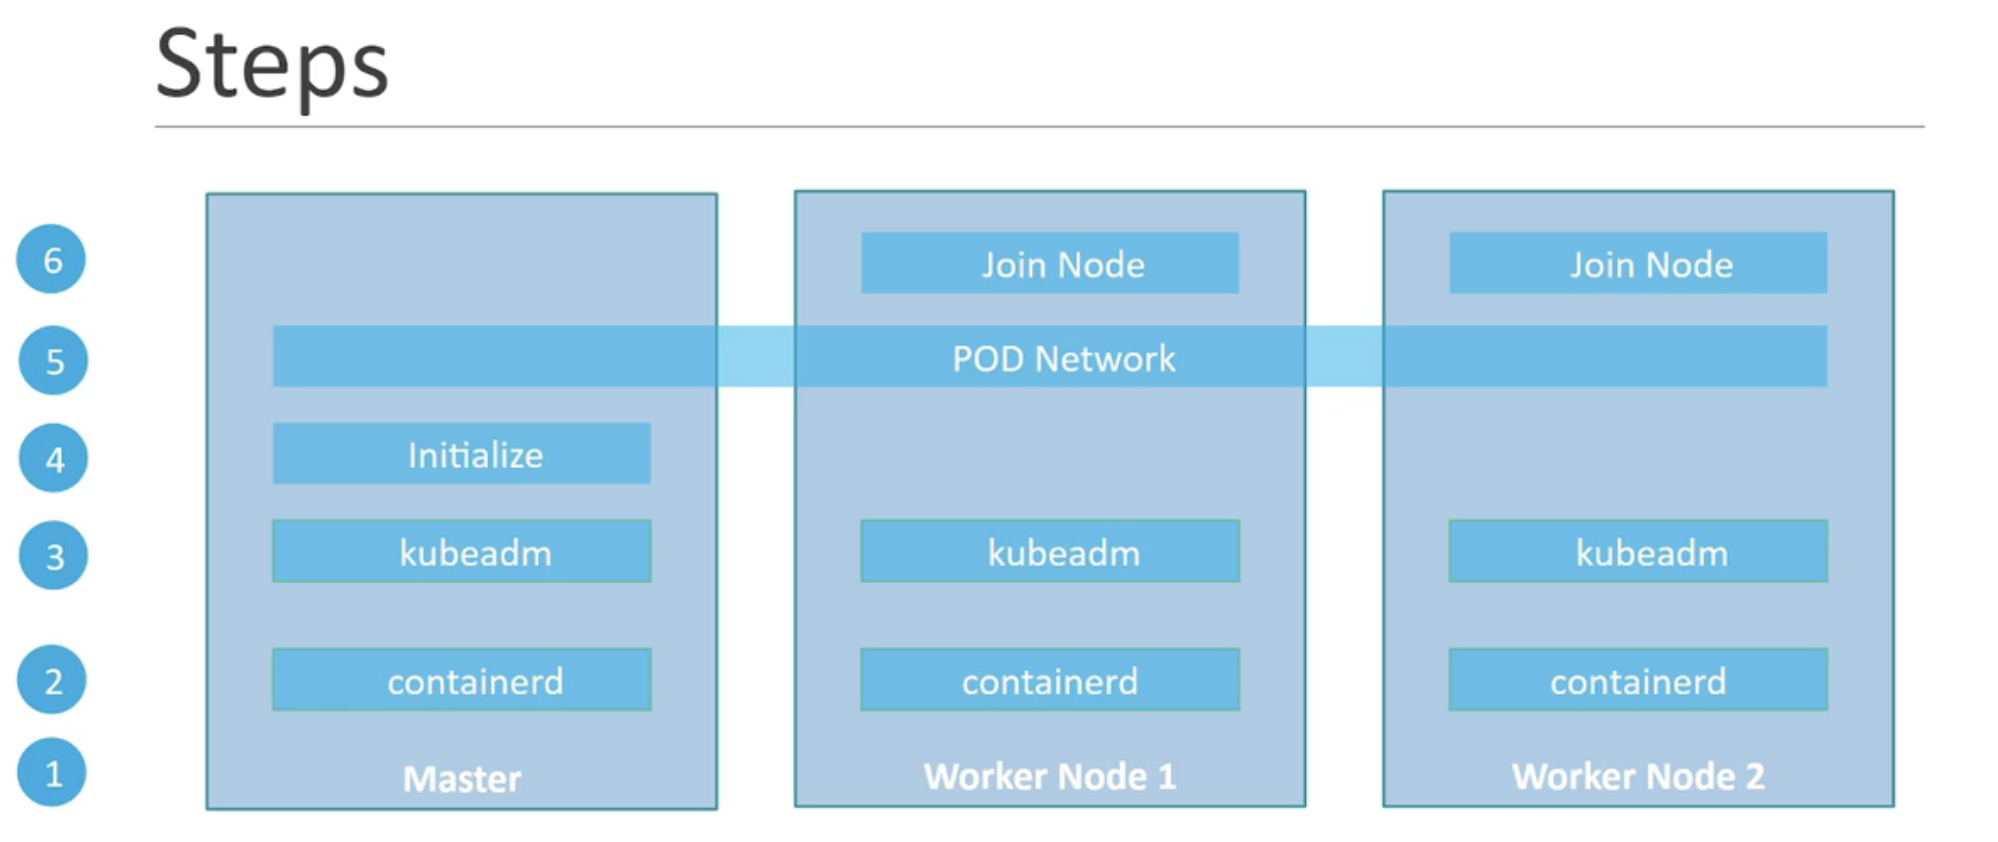 Steps
6
Join Node
Join Node
5
POD Network
4
Initialize
3
kubeadm
kubeadm
kubeadm
2
containerd
containerd
containerd
1
Master
Worker Node 1
Worker Node 2